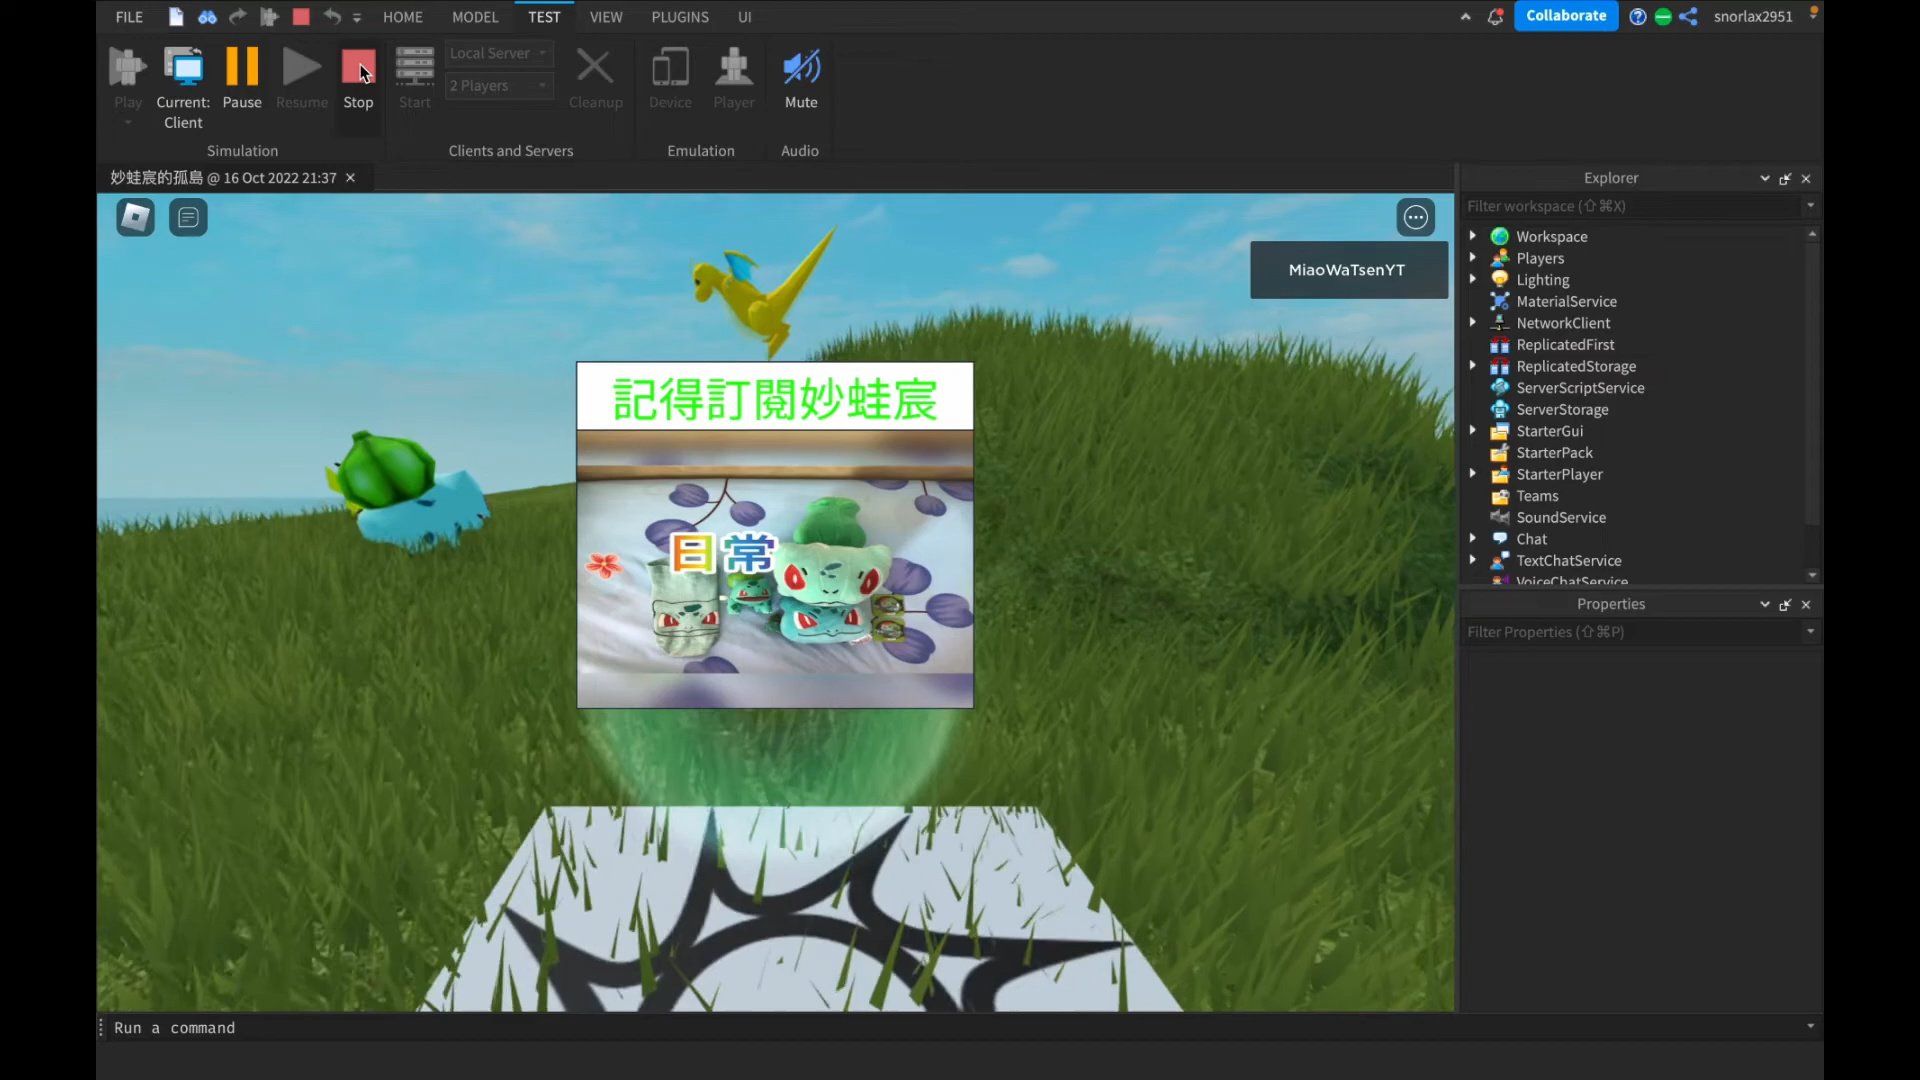 FILE HOME MODEL TEST VIEW PLUGINS UI Collaborate snorlax2951
Play Current: Client Pause Resume Stop Start Local Server 2 Players Cleanup Device Player Mute
Simulation Clients and Servers Emulation Audio
妙蛙宸的孤島 @ 16 Oct 2022 21:37
MiaoWaTsenYT
記得訂閱妙蛙宸
日常
Explorer
Filter workspace (⇧⌘X)
Workspace
Players
Lighting
MaterialService
NetworkClient
ReplicatedFirst
ReplicatedStorage
ServerScriptService
ServerStorage
StarterGui
StarterPack
StarterPlayer
Teams
SoundService
Chat
TextChatService
VoiceChatService
Properties
Filter Properties (⇧⌘P)
Run a command